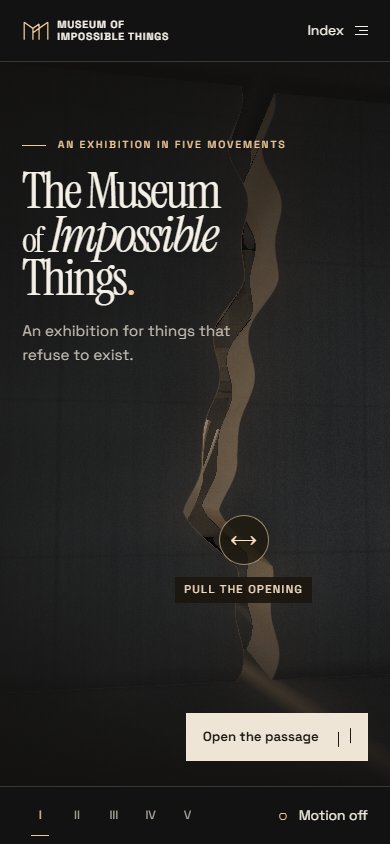 MUSEUM OF
IMPOSSIBLE THINGS
Index
AN EXHIBITION IN FIVE MOVEMENTS
The Museum
of Impossible
Things.
An exhibition for things that
refuse to exist.
PULL THE OPENING
Open the passage
I II III IV V
Motion off